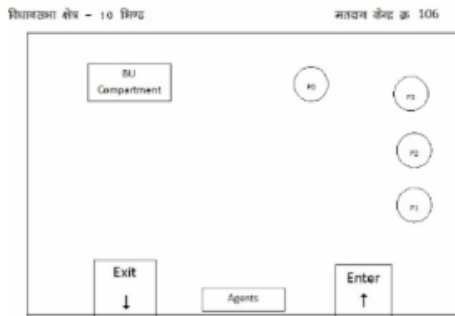 विधानसभा क्षेत्र - 10 भिण्ड
मतदान केन्द्र क्र 106
BU
Compartment
P0
P3
P2
P1
Exit
Enter
Agents